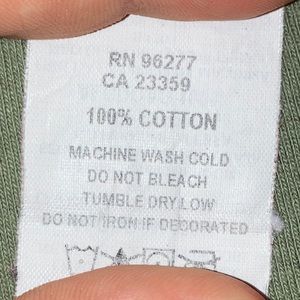 RN 96277
CA 23359
100% COTTON
MACHINE WASH COLD
DO NOT BLEACH
TUMBLE DRY LOW
DO NOT IRON IF DECORATED